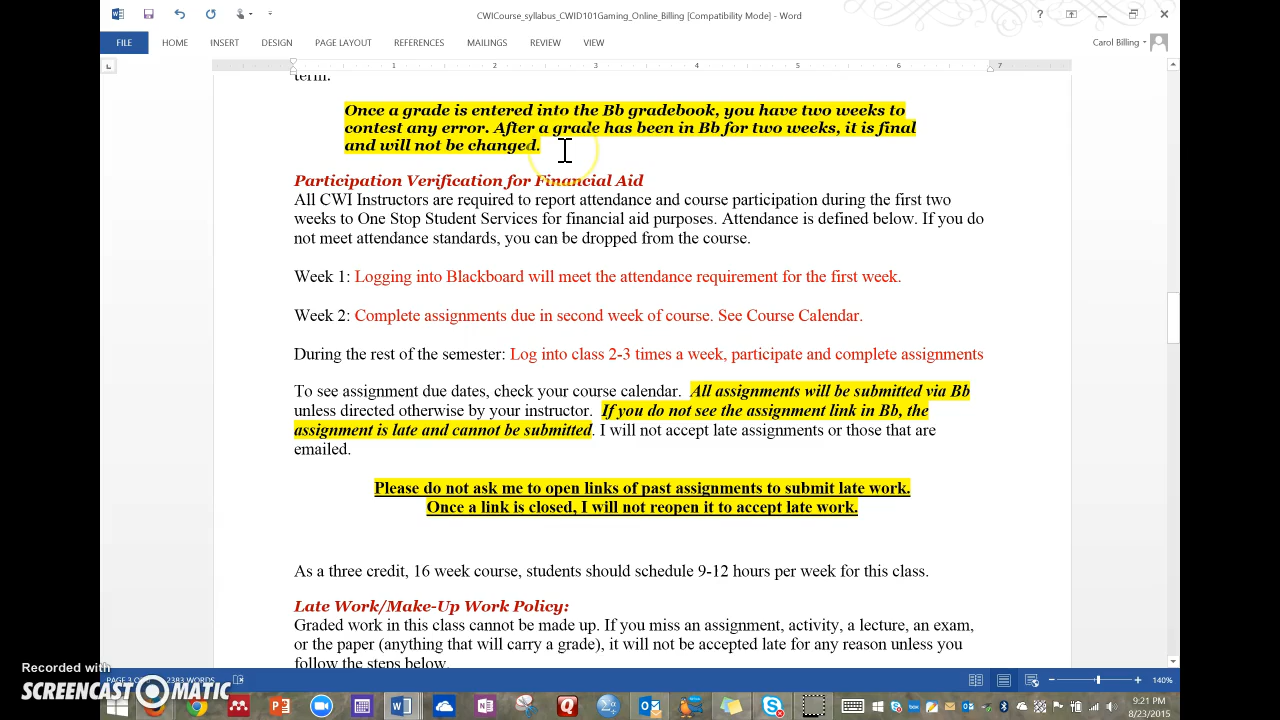 CWICourse_syllabus_CWID101Gaming_Online_Billing [Compatibility Mode] - Word
FILE HOME INSERT DESIGN PAGE LAYOUT REFERENCES MAILINGS REVIEW VIEW Carol Billing
1 2 3 4 5 6 7
term.
Once a grade is entered into the Bb gradebook, you have two weeks to
contest any error. After a grade has been in Bb for two weeks, it is final
and will not be changed.
Participation Verification for Financial Aid
All CWI Instructors are required to report attendance and course participation during the first two
weeks to One Stop Student Services for financial aid purposes. Attendance is defined below. If you do
not meet attendance standards, you can be dropped from the course.
Week 1: Logging into Blackboard will meet the attendance requirement for the first week.
Week 2: Complete assignments due in second week of course. See Course Calendar.
During the rest of the semester: Log into class 2-3 times a week, participate and complete assignments
To see assignment due dates, check your course calendar. All assignments will be submitted via Bb
unless directed otherwise by your instructor. If you do not see the assignment link in Bb, the
assignment is late and cannot be submitted. I will not accept late assignments or those that are
emailed.
Please do not ask me to open links of past assignments to submit late work.
Once a link is closed, I will not reopen it to accept late work.
As a three credit, 16 week course, students should schedule 9-12 hours per week for this class.
Late Work/Make-Up Work Policy:
Graded work in this class cannot be made up. If you miss an assignment, activity, a lecture, an exam,
or the paper (anything that will carry a grade), it will not be accepted late for any reason unless you
follow the steps below.
Recorded with
SCREENCAST MATIC
PAGE 3 2383 WORDS
140%
9:21 PM
8/23/2015